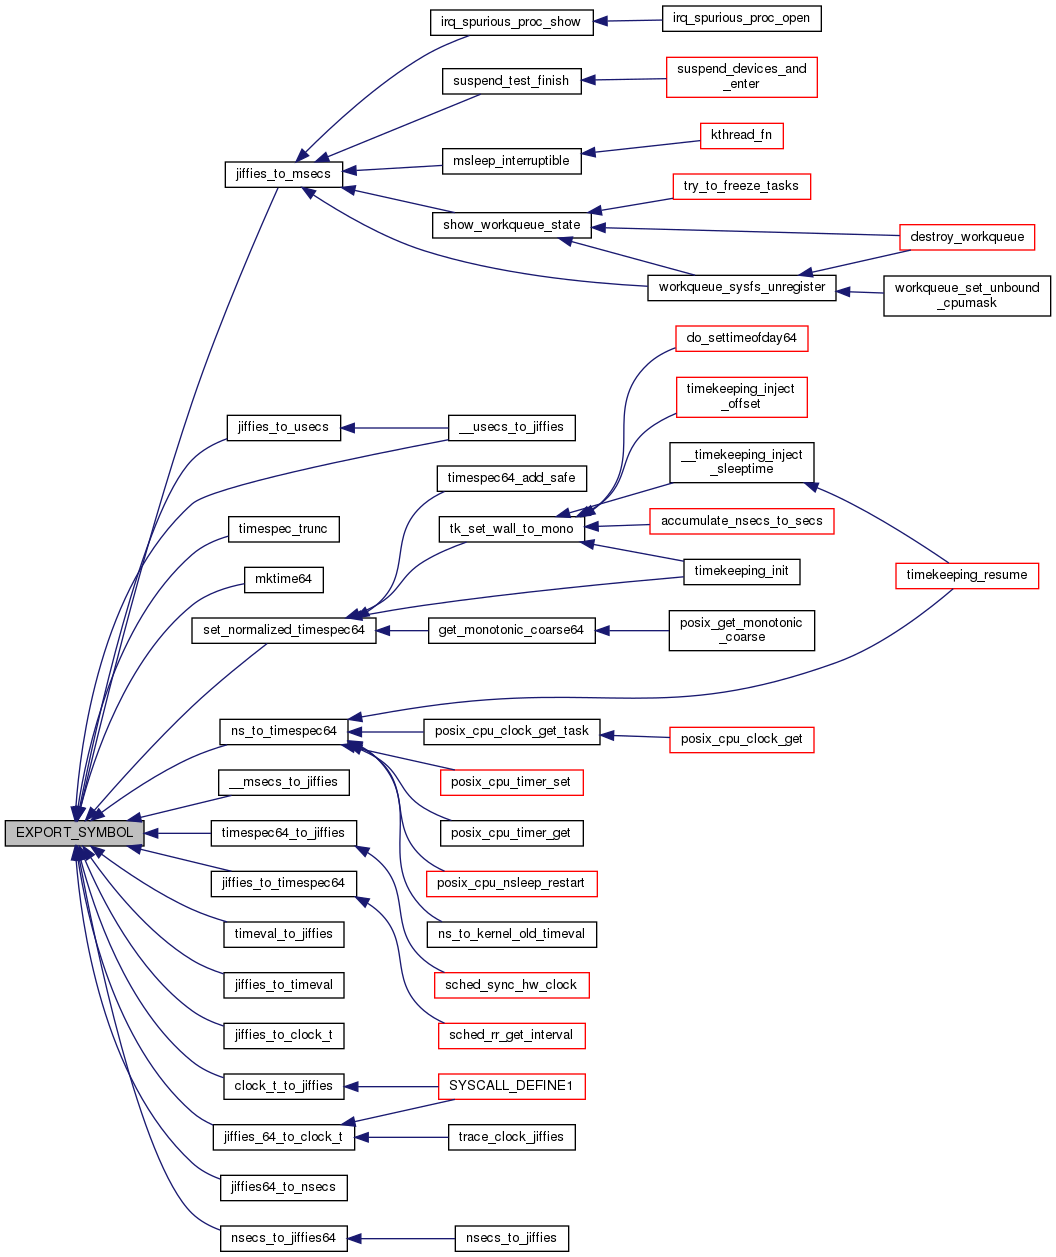 irq_spurious_proc_show
irq_spurious_proc_open
suspend_test_finish
suspend_devices_and
_enter
kthread_fn
msleep_interruptible
jiffies_to_msecs
try_to_freeze_tasks
show_workqueue_state
destroy_workqueue
workqueue_sysfs_unregister
workqueue_set_unbound
_cpumask
do_settimeofday64
timekeeping_inject
_offset
jiffies_to_usecs
__usecs_to_jiffies
__timekeeping_inject
_sleeptime
timespec64_add_safe
timespec_trunc
tk_set_wall_to_mono
accumulate_nsecs_to_secs
mktime64
timekeeping_init
timekeeping_resume
set_normalized_timespec64
get_monotonic_coarse64
posix_get_monotonic
_coarse
ns_to_timespec64
posix_cpu_clock_get_task
posix_cpu_clock_get
__msecs_to_jiffies
posix_cpu_timer_set
EXPORT_SYMBOL
timespec64_to_jiffies
posix_cpu_timer_get
jiffies_to_timespec64
posix_cpu_nsleep_restart
timeval_to_jiffies
ns_to_kernel_old_timeval
jiffies_to_timeval
sched_sync_hw_clock
jiffies_to_clock_t
sched_rr_get_interval
clock_t_to_jiffies
SYSCALL_DEFINE1
jiffies_64_to_clock_t
trace_clock_jiffies
jiffies64_to_nsecs
nsecs_to_jiffies64
nsecs_to_jiffies